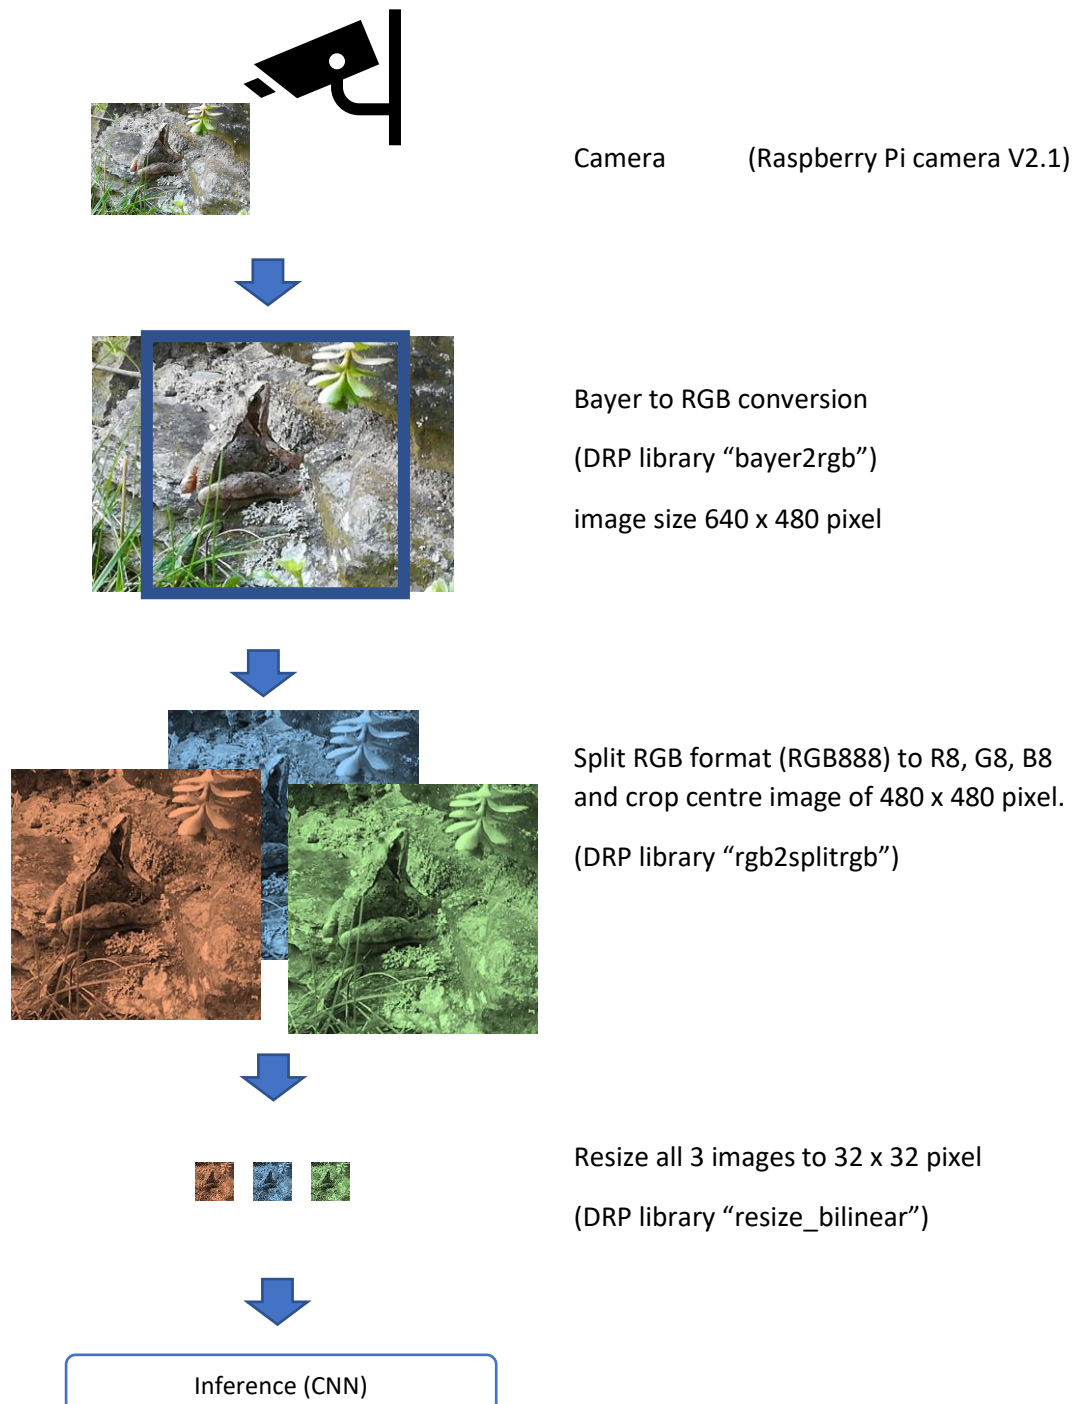 Camera (Raspberry Pi camera V2.1)
Bayer to RGB conversion
(DRP library “bayer2rgb”)
image size 640 x 480 pixel
Split RGB format (RGB888) to R8, G8, B8
and crop centre image of 480 x 480 pixel.
(DRP library “rgb2splitrgb”)
Resize all 3 images to 32 x 32 pixel
(DRP library “resize_bilinear”)
Inference (CNN)